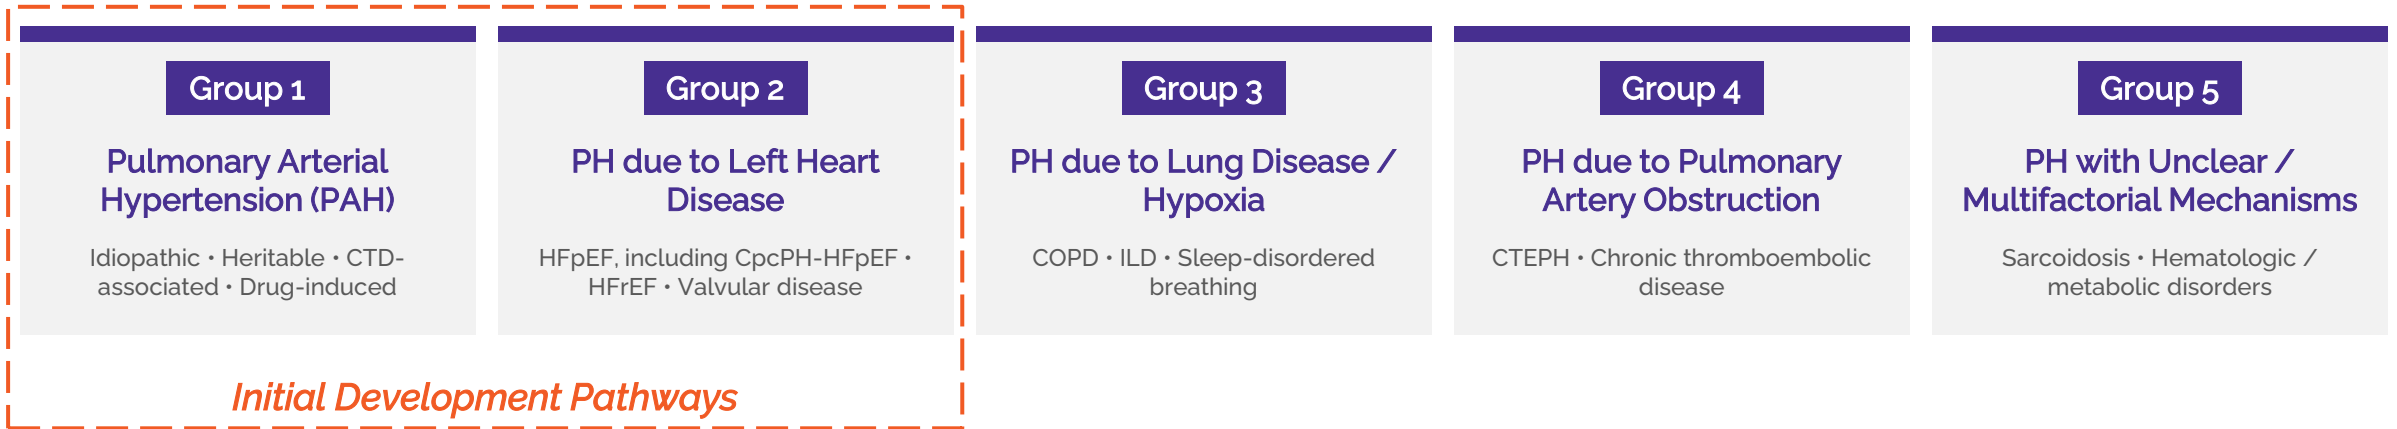 Group 1
Pulmonary Arterial
Hypertension (PAH)
Idiopathic • Heritable • CTD-
associated • Drug-induced
Group 2
PH due to Left Heart
Disease
HFpEF, including CpcPH-HFpEF •
HFrEF • Valvular disease
Group 3
PH due to Lung Disease /
Hypoxia
COPD • ILD • Sleep-disordered
breathing
Group 4
PH due to Pulmonary
Artery Obstruction
CTEPH • Chronic thromboembolic
disease
Group 5
PH with Unclear /
Multifactorial Mechanisms
Sarcoidosis • Hematologic /
metabolic disorders
Initial Development Pathways